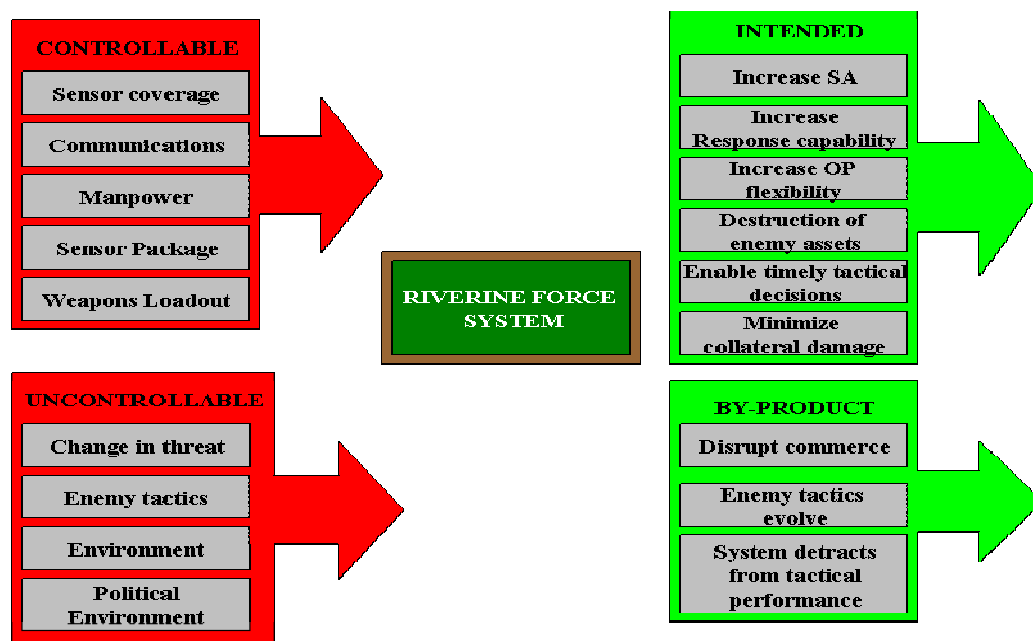 CONTROLLABLE
Sensor coverage
Communications
Manpower
Sensor Package
Weapons Loadout
UNCONTROLLABLE
Change in threat
Enemy tactics
Environment
Political
Environment
RIVERINE FORCE
SYSTEM
INTENDED
Increase SA
Increase
Response capability
Increase OP
flexibility
Destruction of
enemy assets
Enable timely tactical
decisions
Minimize
collateral damage
BY-PRODUCT
Disrupt commerce
Enemy tactics
evolve
System detracts
from tactical
performance